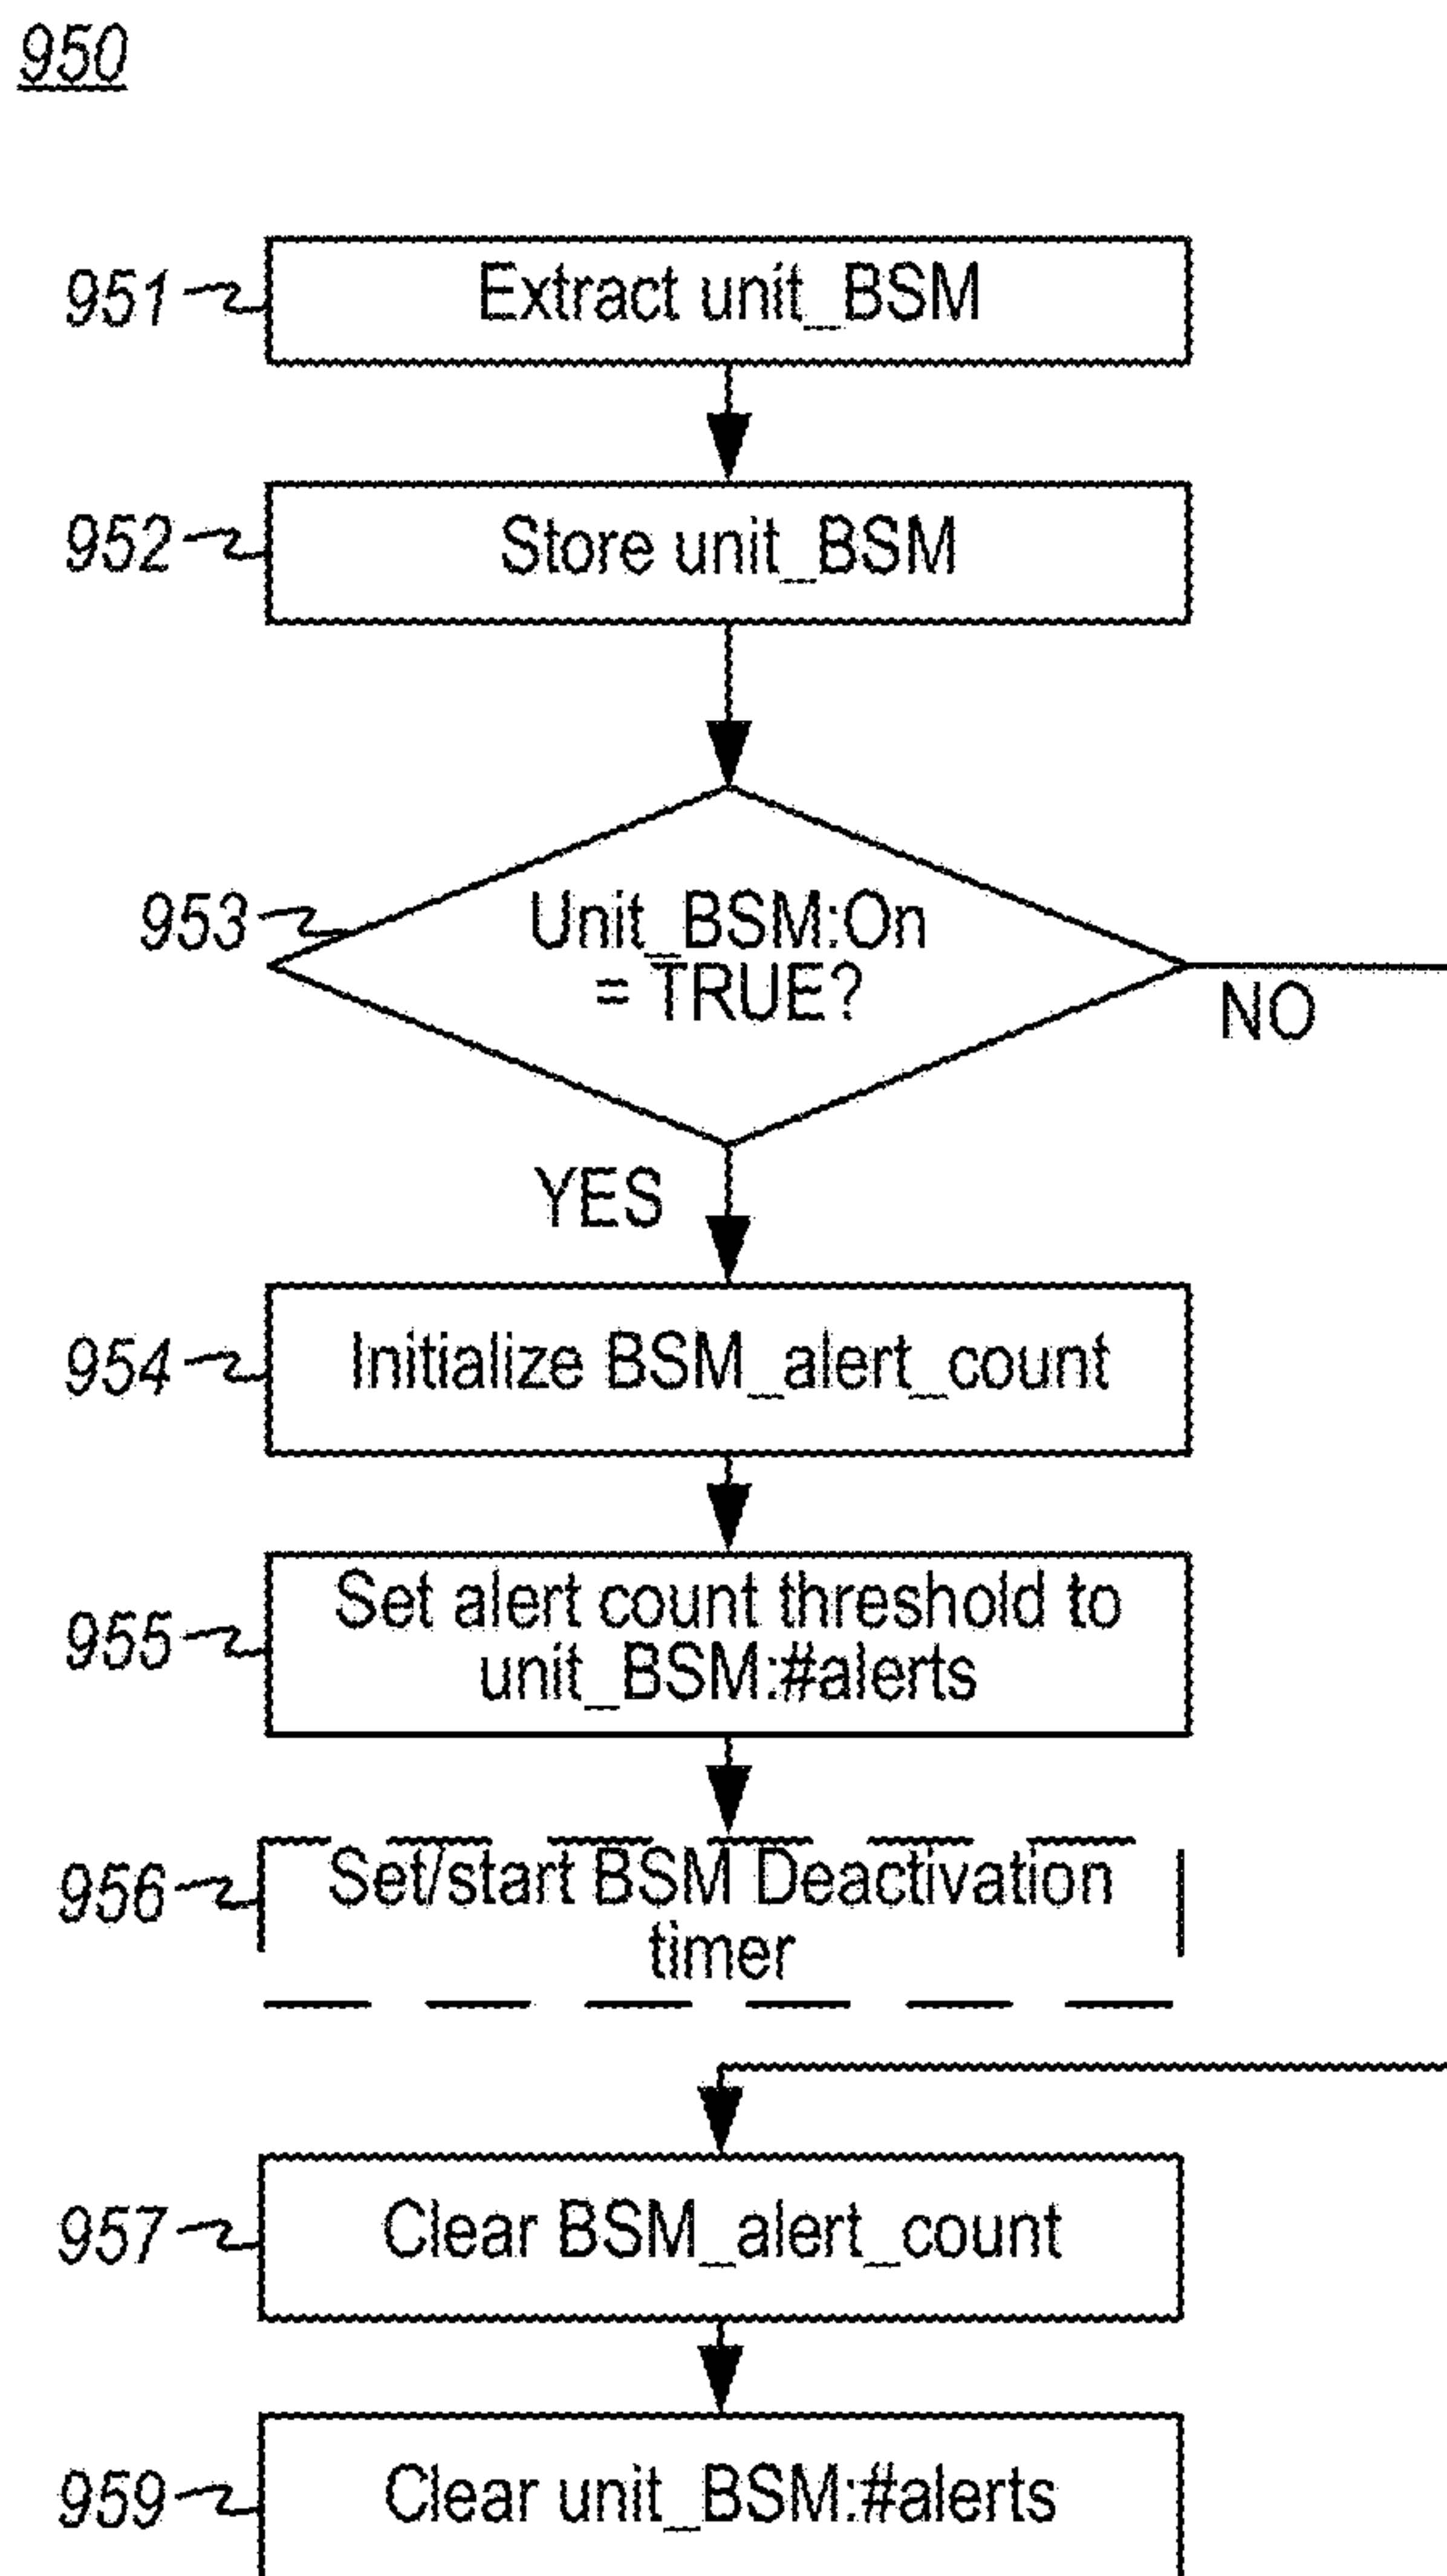 950
951
Extract unit_BSM
952
Store unit_BSM
953
Unit_BSM:On
= TRUE?
NO
YES
954
Initialize BSM_alert_count
955
Set alert count threshold to
unit_BSM:#alerts
956
Set/start BSM Deactivation
timer
957
Clear BSM_alert_count
959
Clear unit_BSM:#alerts